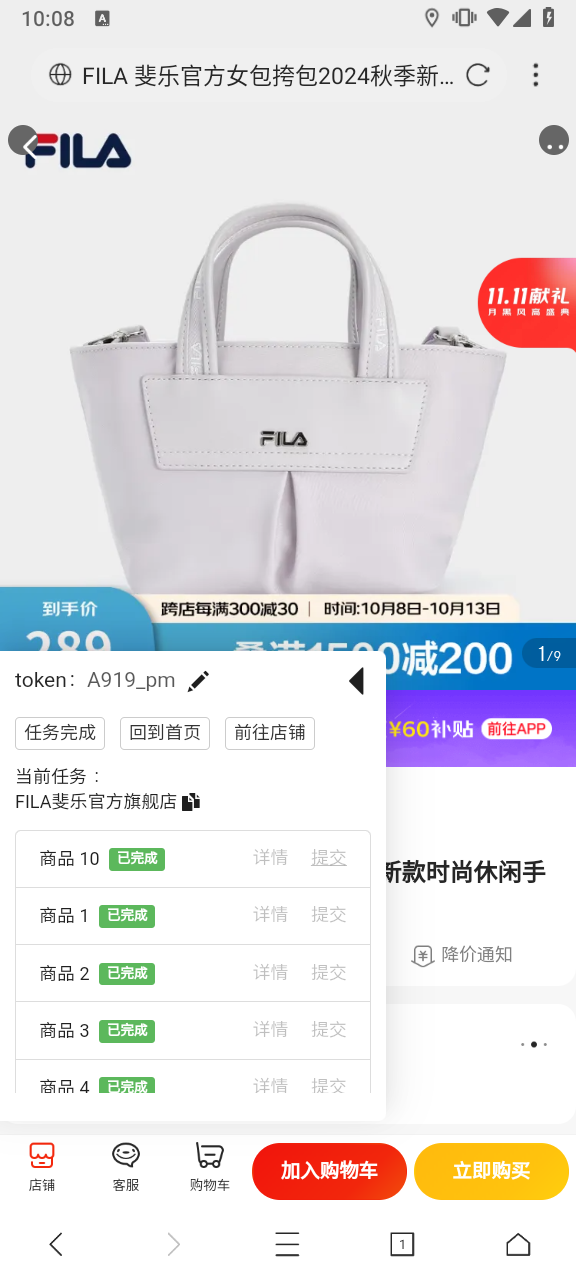 10:08
A
FILA 斐乐官方女包挎包2024秋季新...
FILA
11.11献礼
月黑风高盛典
FILA
FILA
FILA
到手价
跨店每满300减30 | 时间:10月8日-10月13日
289
叠满1500减200
1/9
token: A919_pm
¥60补贴 前往APP
任务完成 回到首页 前往店铺
当前任务：
FILA斐乐官方旗舰店
商品 10 已完成 详情 提交
新款时尚休闲手
商品 1 已完成 详情 提交
降价通知
商品 2 已完成 详情 提交
商品 3 已完成 详情 提交
商品 4 已完成 详情 提交
店铺 客服 购物车 加入购物车 立即购买
1